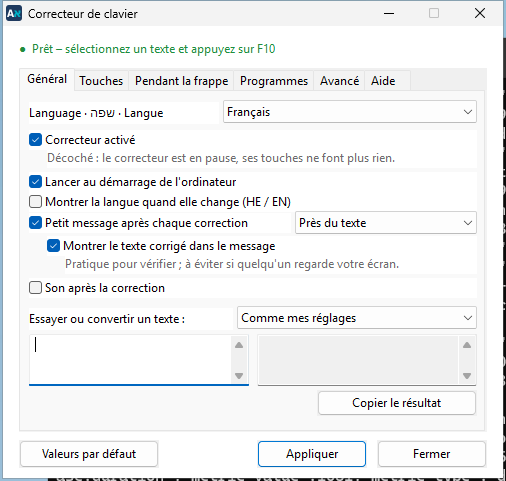 Correcteur de clavier
● Prêt – sélectionnez un texte et appuyez sur F10
Général Touches Pendant la frappe Programmes Avancé Aide
Language · שפה · Langue Français
Correcteur activé
Décoché : le correcteur est en pause, ses touches ne font plus rien.
Lancer au démarrage de l'ordinateur
Montrer la langue quand elle change (HE / EN)
Petit message après chaque correction Près du texte
Montrer le texte corrigé dans le message
Pratique pour vérifier ; à éviter si quelqu'un regarde votre écran.
Son après la correction
Essayer ou convertir un texte : Comme mes réglages
Copier le résultat
Valeurs par défaut Appliquer Fermer